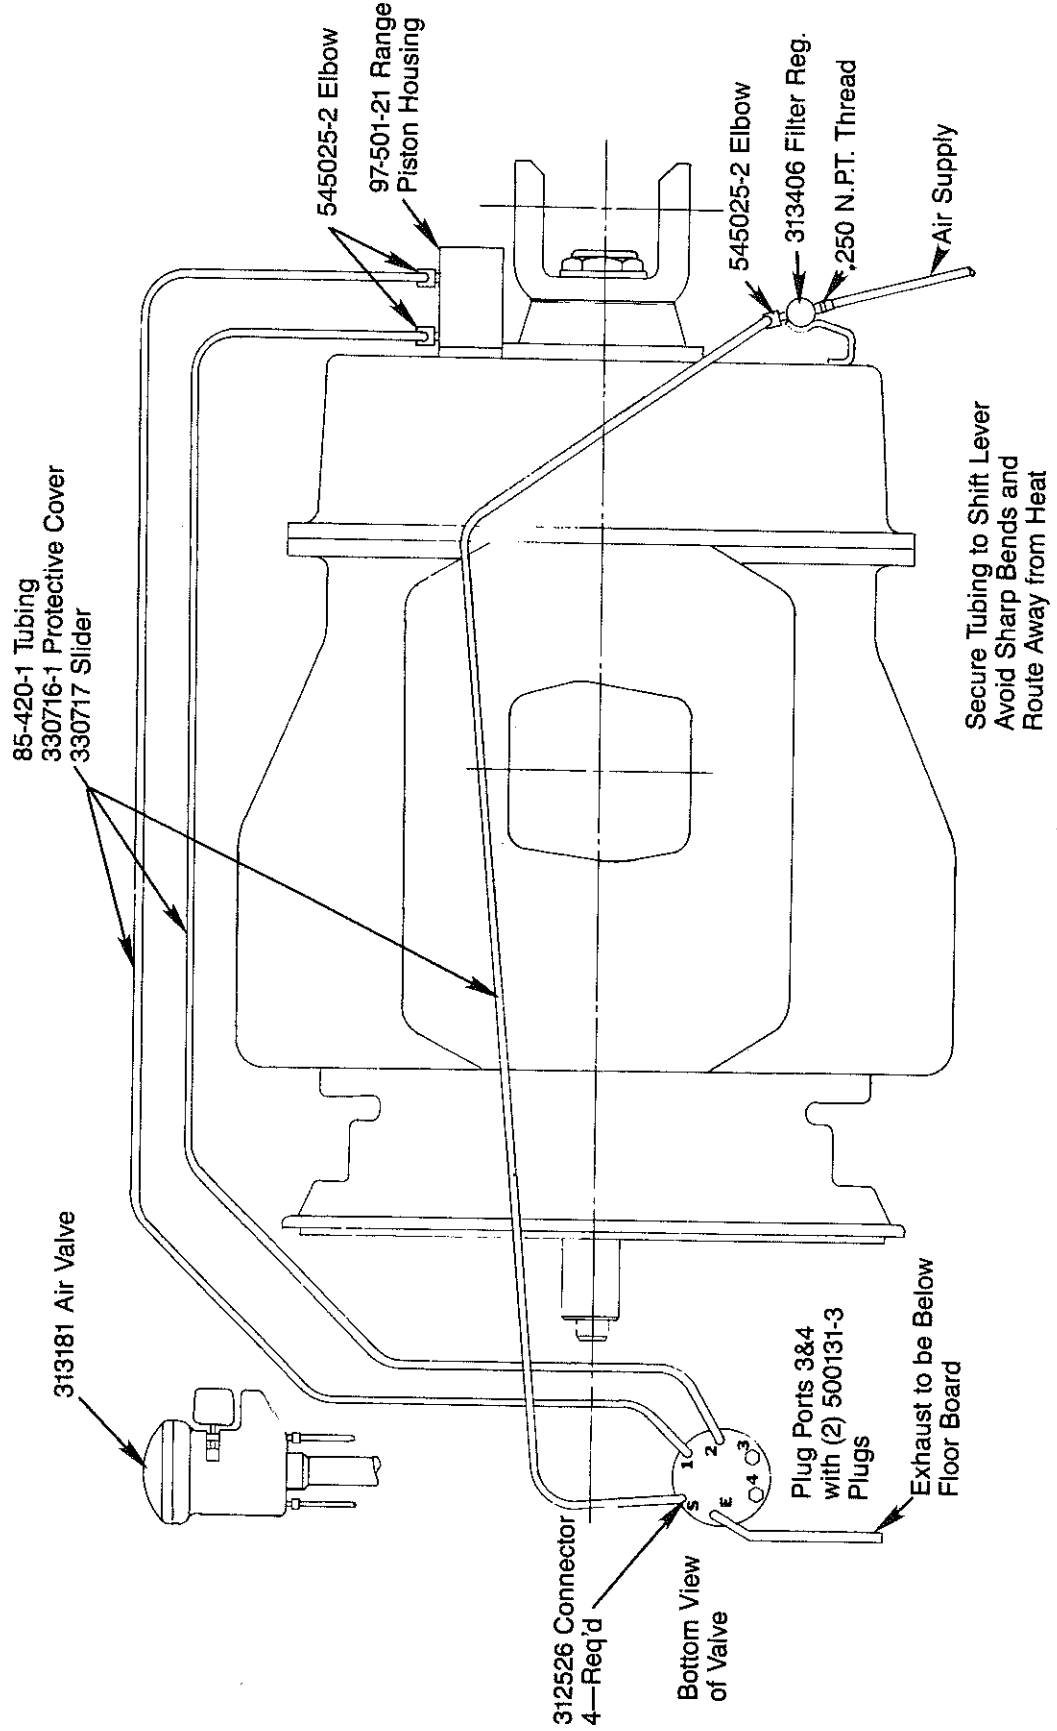 85-420-1 Tubing
330716-1 Protective Cover
330717 Slider
545025-2 Elbow
97-501-21 Range
Piston Housing
313181 Air Valve
545025-2 Elbow
313406 Filter Reg.
.250 N.P.T. Thread
Air Supply
312526 Connector
4—Req'd
S
1
2
E
4
3
Bottom View
of Valve
Plug Ports 3&4
with (2) 500131-3
Plugs
Exhaust to be Below
Floor Board
Secure Tubing to Shift Lever
Avoid Sharp Bends and
Route Away from Heat